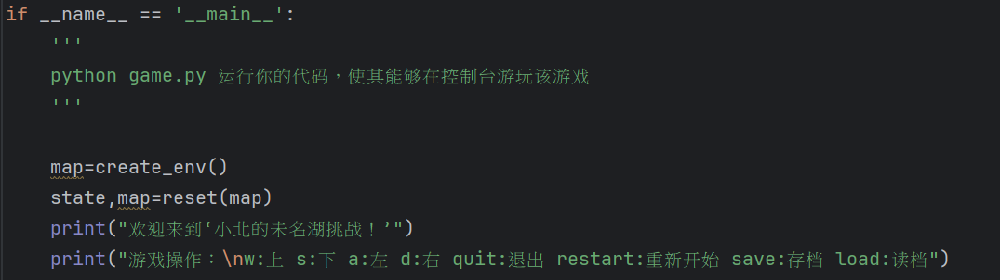 if __name__ == '__main__':
    '''
    python game.py 运行你的代码，使其能够在控制台游玩该游戏
    '''
    map=create_env()
    state,map=reset(map)
    print("欢迎来到‘小北的未名湖挑战！’")
    print("游戏操作：\nw:上 s:下 a:左 d:右 quit:退出 restart:重新开始 save:存档 load:读档")